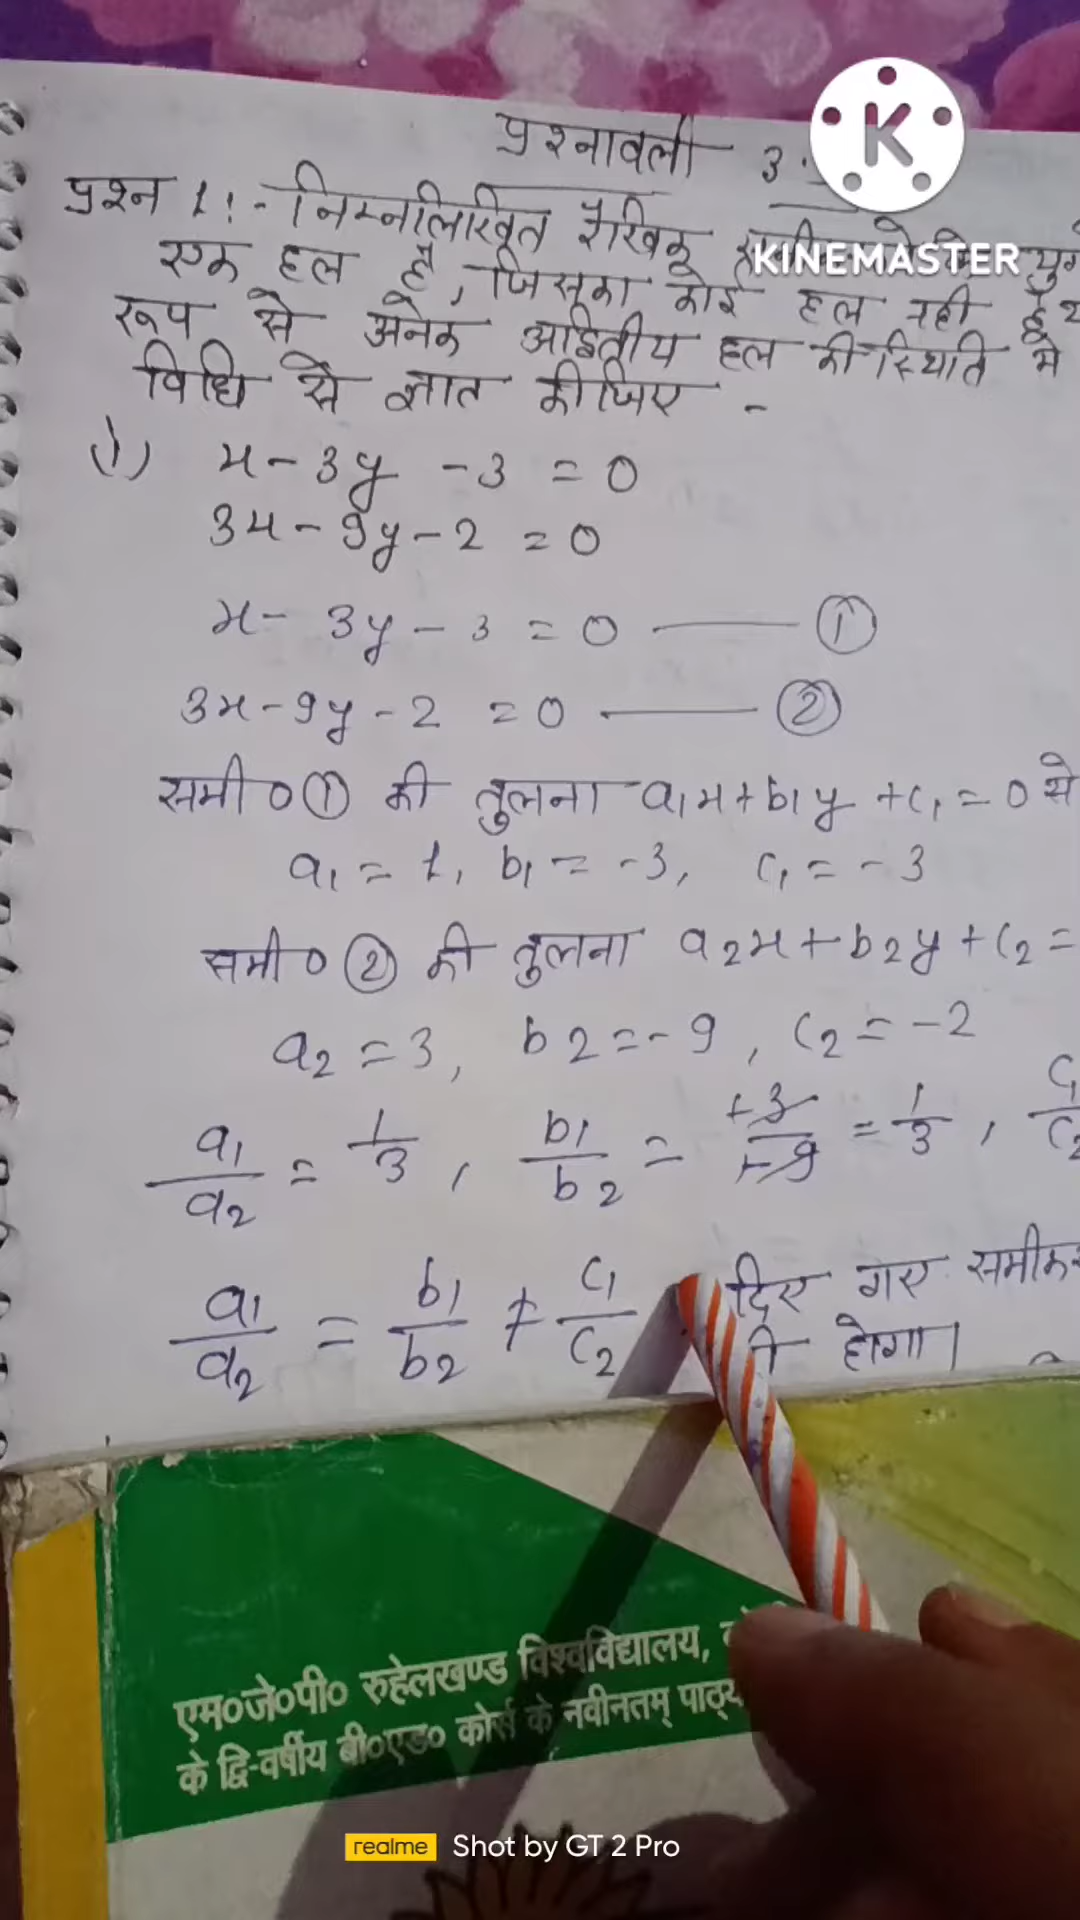 प्रश्नावली 3.
प्रश्न 1:- निम्नलिखित रैखिक
KINEMASTER
एक हल है, जिसका कोई हल नही है
रूप से अनेक अद्वितीय हल की स्थिति मे
विधि से ज्ञात कीजिए -
1) x - 3y - 3 = 0
3x - 9y - 2 = 0
x - 3y - 3 = 0 — ①
3x - 9y - 2 = 0 — ②
समी० ① की तुलना a₁x + b₁y + c₁ = 0 से
a₁ = 1, b₁ = -3, c₁ = -3
समी० ② की तुलना a₂x + b₂y + c₂ =
a₂ = 3, b₂ = -9, c₂ = -2
a₁/a₂ = 1/3, b₁/b₂ = +3/+9 = 1/3, c₁/c₂
a₁/a₂ = b₁/b₂ ≠ c₁/c₂ दिए गए
होगा।
एम०जे०पी० रुहेलखण्ड विश्वविद्यालय,
के द्वि-वर्षीय बी०एड० कोर्स के नवीनतम्
realme Shot by GT 2 Pro